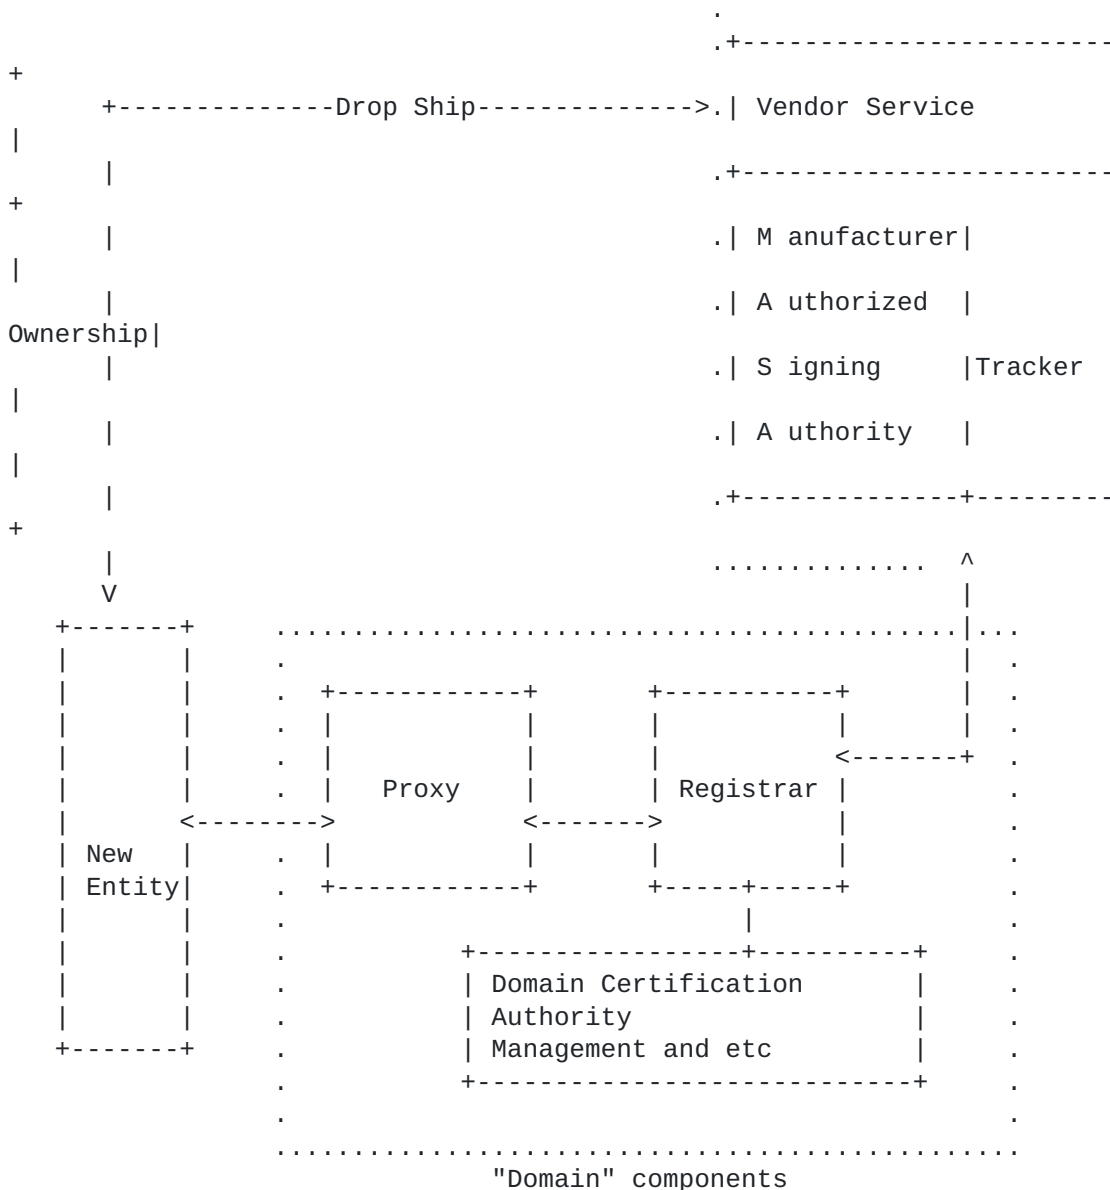 Drop Ship Vendor Service
M anufacturer
A uthorized
Ownership
S igning Tracker
A uthority
Proxy Registrar
New
Entity
Domain Certification
Authority
Management and etc
"Domain" components